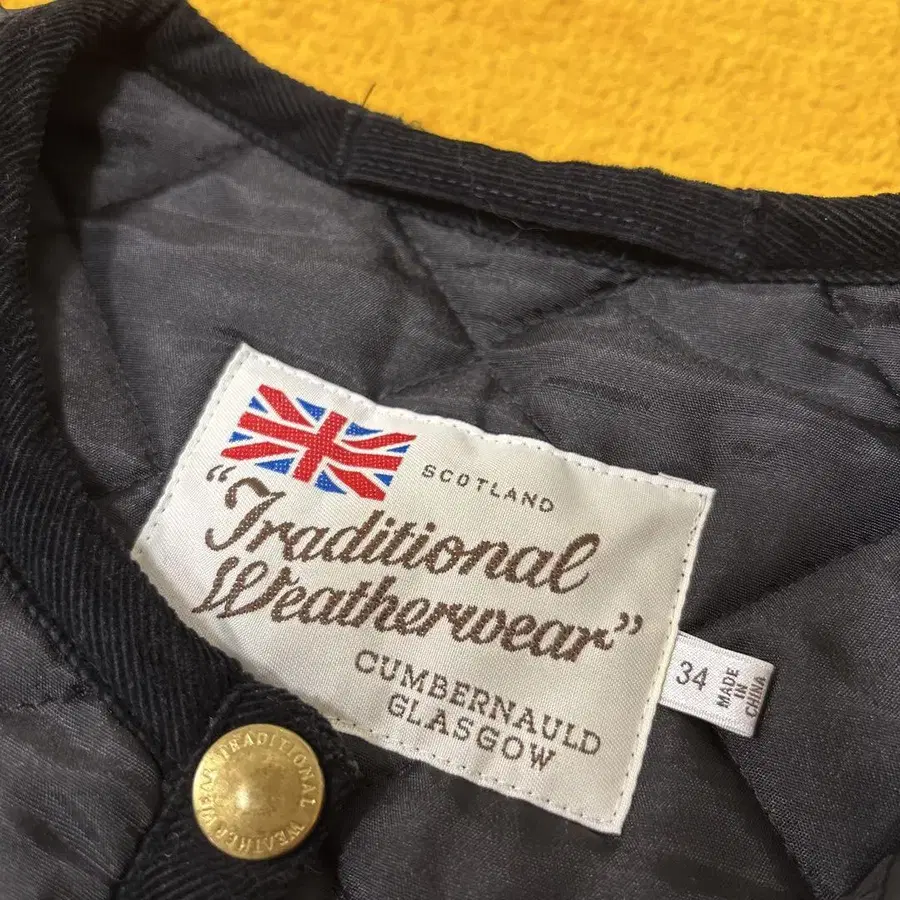 SCOTLAND
"Traditional
Weatherwear"
CUMBERNAULD
GLASGOW
34
MADE
IN
CHINA
TRADITIONAL WEATHERWEAR